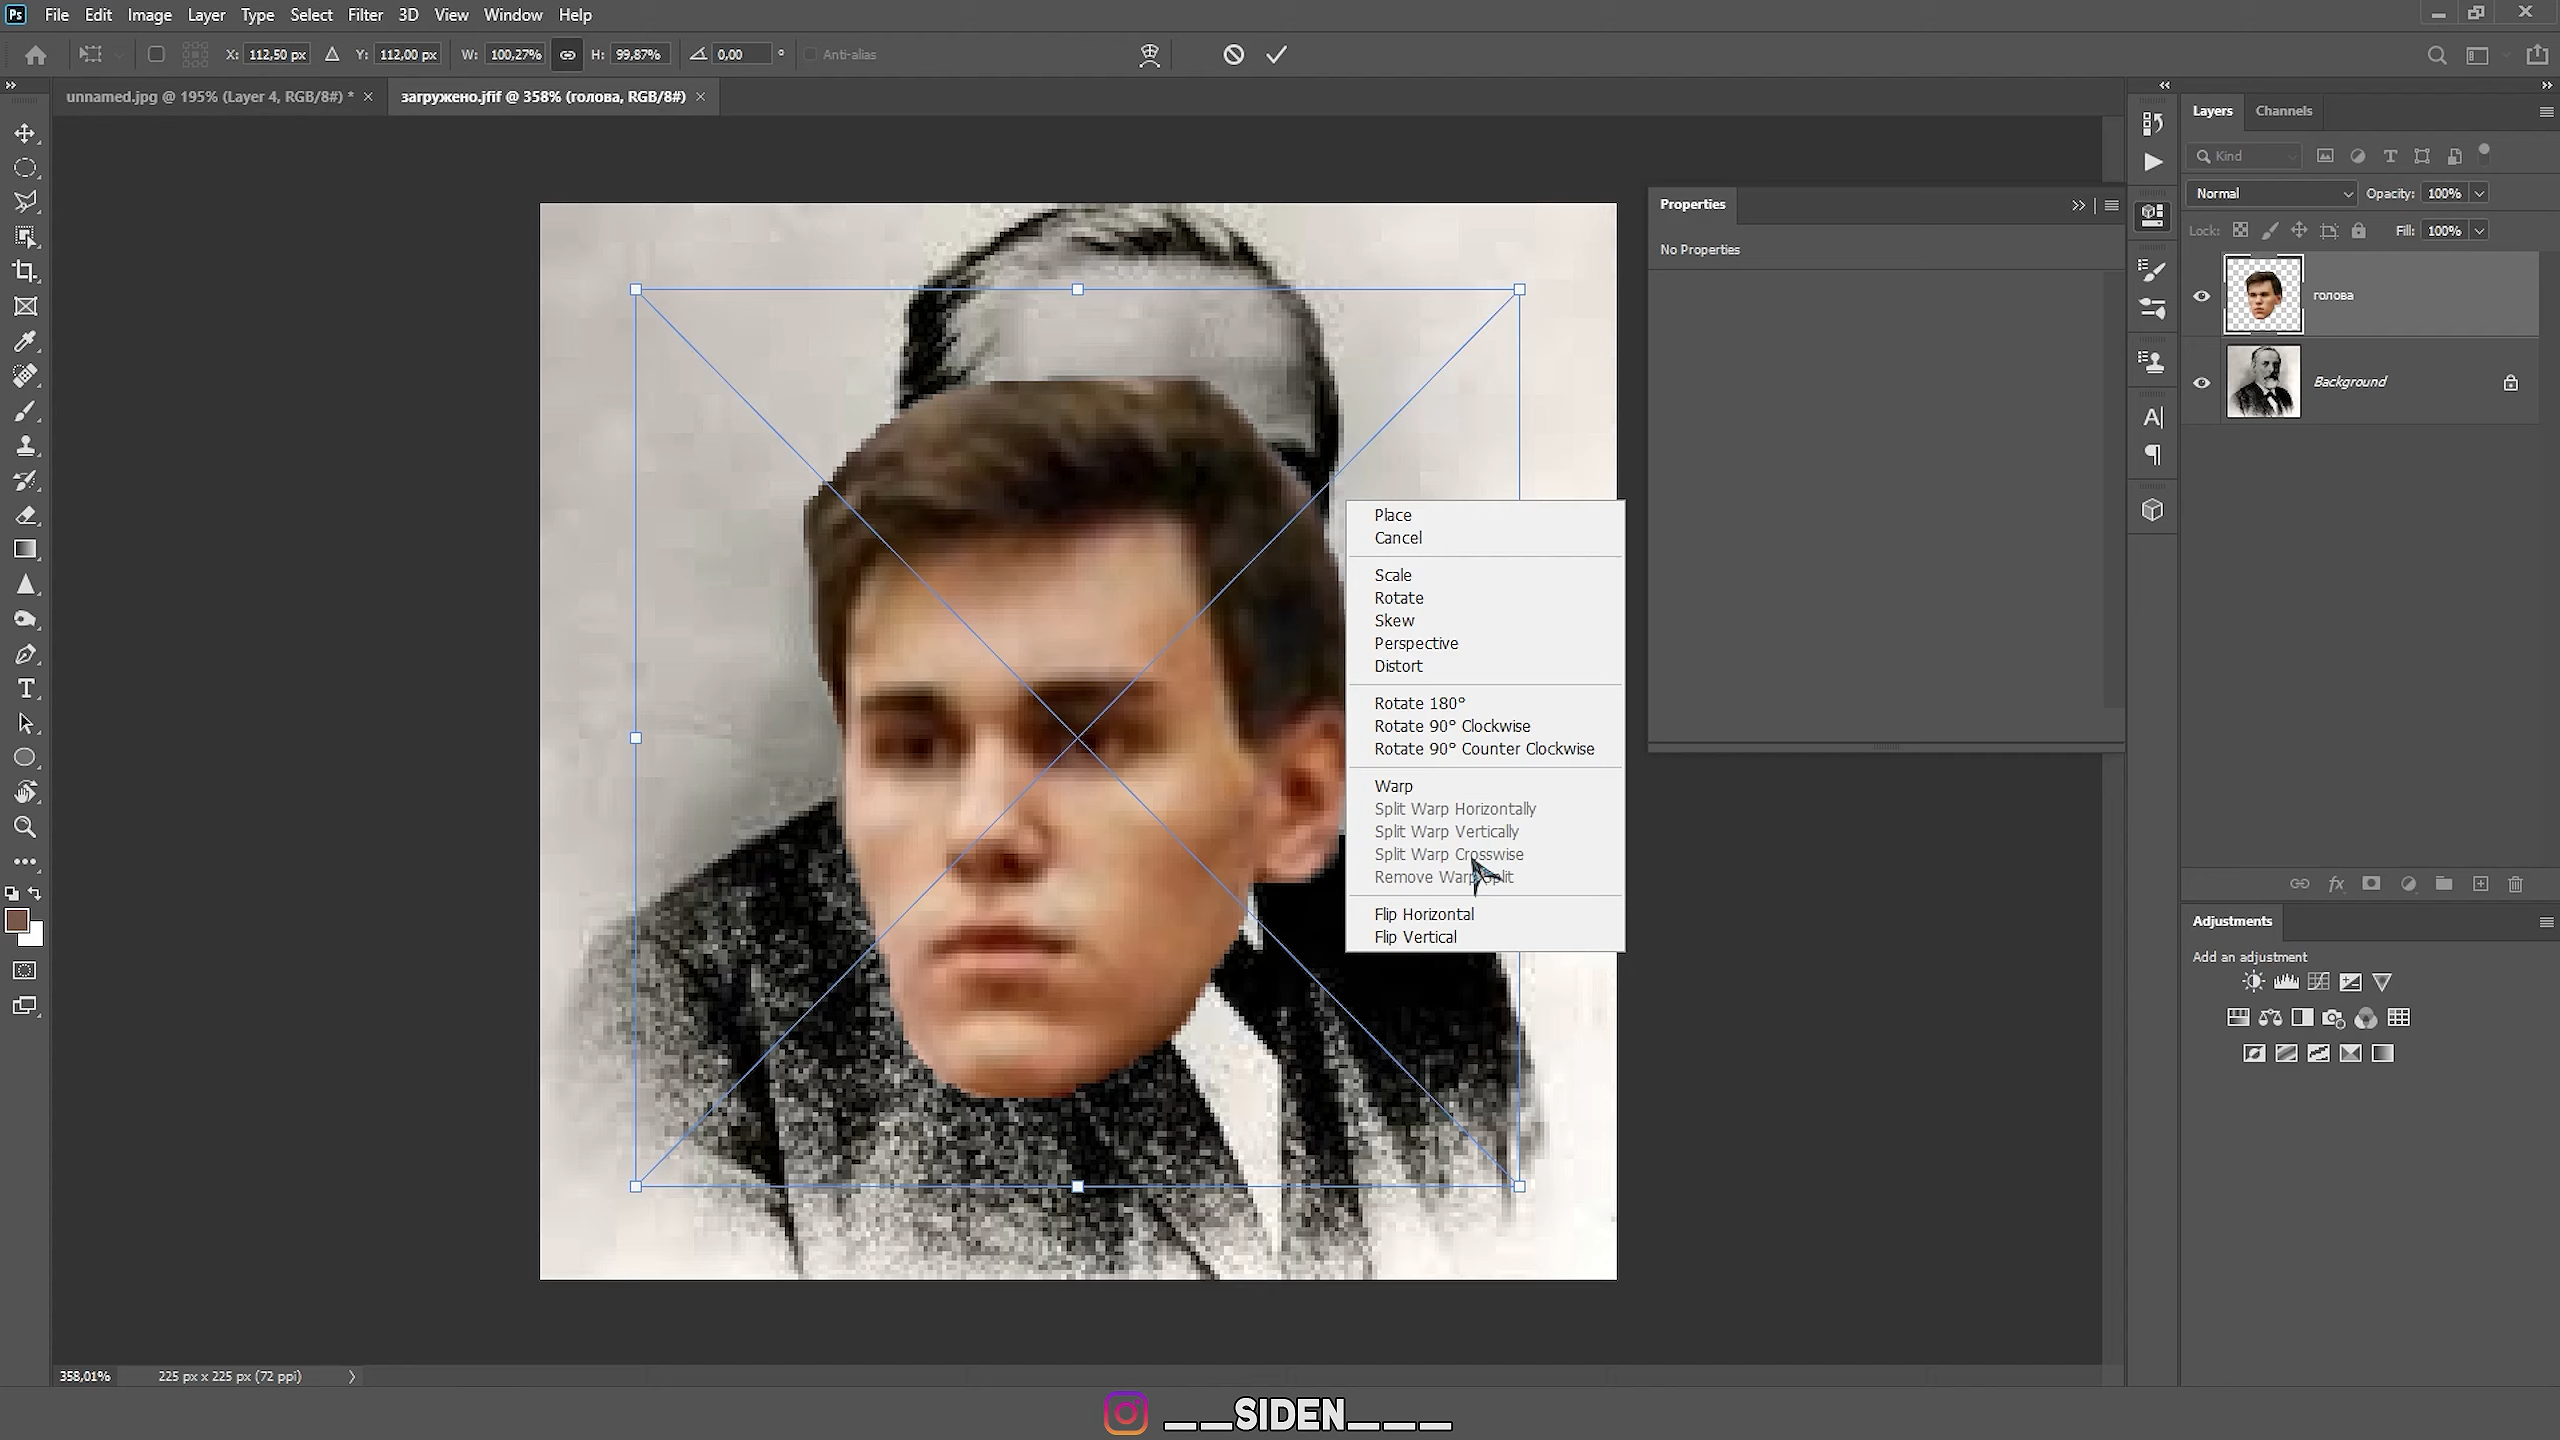 Ps File Edit Image Layer Type Select Filter 3D View Window Help
X: 112,50 px Y: 112,00 px W: 100,27% H: 99,87% 0,00 ° Anti-alias
unnamed.jpg @ 195% (Layer 4, RGB/8#) * × загружено.jfif @ 358% (голова, RGB/8#) ×
Properties
No Properties
Place
Cancel
Scale
Rotate
Skew
Perspective
Distort
Rotate 180°
Rotate 90° Clockwise
Rotate 90° Counter Clockwise
Warp
Split Warp Horizontally
Split Warp Vertically
Split Warp Crosswise
Remove Warp Split
Flip Horizontal
Flip Vertical
Layers Channels
Kind
Normal Opacity: 100%
Lock: Fill: 100%
голова
Background
Adjustments
Add an adjustment
358,01% 225 px x 225 px (72 ppi)
__SIDEN___